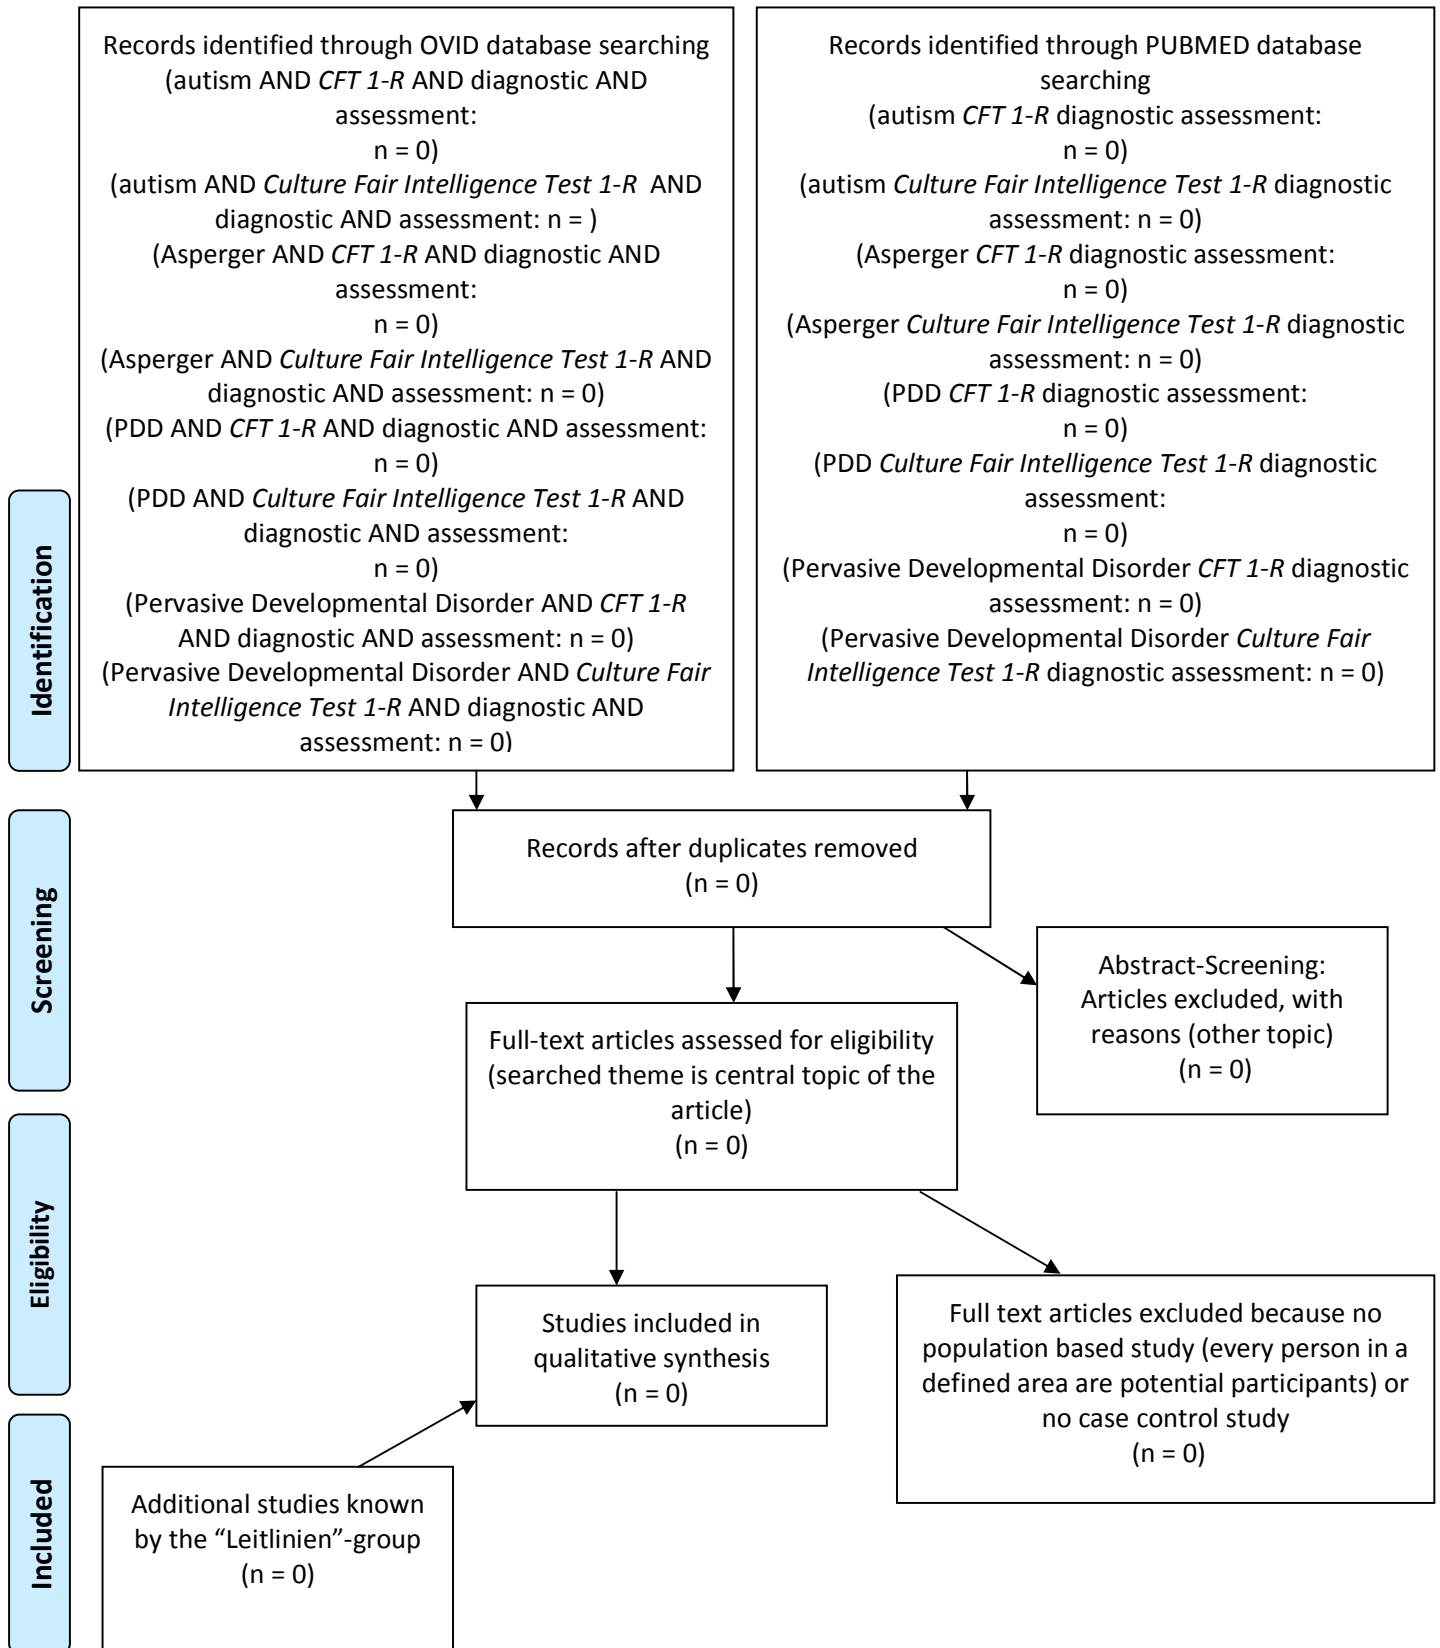 Records identified through OVID database searching
(autism AND CFT 1-R AND diagnostic AND
assessment:
n = 0)
(autism AND Culture Fair Intelligence Test 1-R AND
diagnostic AND assessment: n = )
(Asperger AND CFT 1-R AND diagnostic AND
assessment:
n = 0)
(Asperger AND Culture Fair Intelligence Test 1-R AND
diagnostic AND assessment: n = 0)
(PDD AND CFT 1-R AND diagnostic AND assessment:
n = 0)
(PDD AND Culture Fair Intelligence Test 1-R AND
diagnostic AND assessment:
n = 0)
(Pervasive Developmental Disorder AND CFT 1-R
AND diagnostic AND assessment: n = 0)
(Pervasive Developmental Disorder AND Culture Fair
Intelligence Test 1-R AND diagnostic AND
assessment: n = 0)
Records identified through PUBMED database
searching
(autism CFT 1-R diagnostic assessment:
n = 0)
(autism Culture Fair Intelligence Test 1-R diagnostic
assessment: n = 0)
(Asperger CFT 1-R diagnostic assessment:
n = 0)
(Asperger Culture Fair Intelligence Test 1-R diagnostic
assessment: n = 0)
(PDD CFT 1-R diagnostic assessment:
n = 0)
(PDD Culture Fair Intelligence Test 1-R diagnostic
assessment:
n = 0)
(Pervasive Developmental Disorder CFT 1-R diagnostic
assessment: n = 0)
(Pervasive Developmental Disorder Culture Fair
Intelligence Test 1-R diagnostic assessment: n = 0)
Identification
Screening
Records after duplicates removed
(n = 0)
Abstract-Screening:
Articles excluded, with
reasons (other topic)
(n = 0)
Full-text articles assessed for eligibility
(searched theme is central topic of the
article)
(n = 0)
Eligibility
Studies included in
qualitative synthesis
(n = 0)
Full text articles excluded because no
population based study (every person in a
defined area are potential participants) or
no case control study
(n = 0)
Included
Additional studies known
by the “Leitlinien”-group
(n = 0)